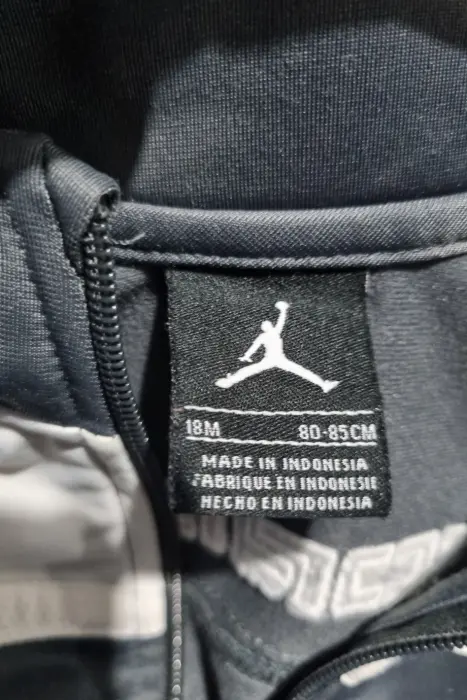 18M 80-85CM
MADE IN INDONESIA
FABRIQUE EN INDONESIE
HECHO EN INDONESIA